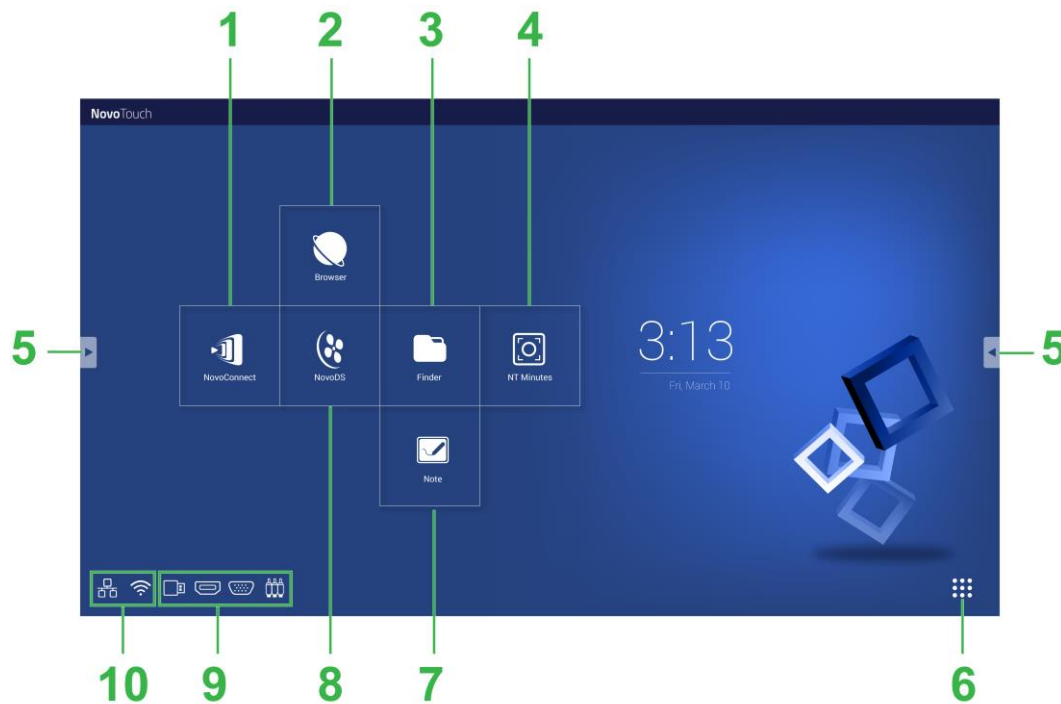 1 2 3 4
NovoTouch
Browser
5 5
NovoConnect NovoDS Finder NT Minutes
3:13
Fri, March 10
Note
10 9 8 7 6